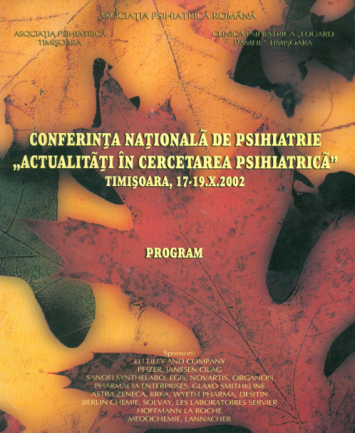 ASOCIAȚIA PSIHIATRICĂ ROMÂNĂ
ASOCIAȚIA PSIHIATRICĂ
TIMIȘOARA
CLINICA PSIHIATRICĂ „EDUARD
PAMFIL" TIMIȘOARA
CONFERINȚA NAȚIONALĂ DE PSIHIATRIE
„ACTUALITĂȚI ÎN CERCETAREA PSIHIATRICĂ"
TIMIȘOARA, 17-19.X.2002
PROGRAM
Sponsori:
ELI LILLY AND COMPANY
PFIZER, JANSSEN CILAG
SANOFI SYNTHELABO, EGIS, NOVARTIS, ORGANON
PHARMACIA ENTERPRISES, GLAXO SMITHKLINE
ASTRA ZENECA, KRKA, WYETH PHARMA, DESITIN
BERLIN CHEMIE, SOLVAY, LES LABORATOIRES SERVIER
HOFFMANN LA ROCHE
MEDOCHEMIE, LANNACHER